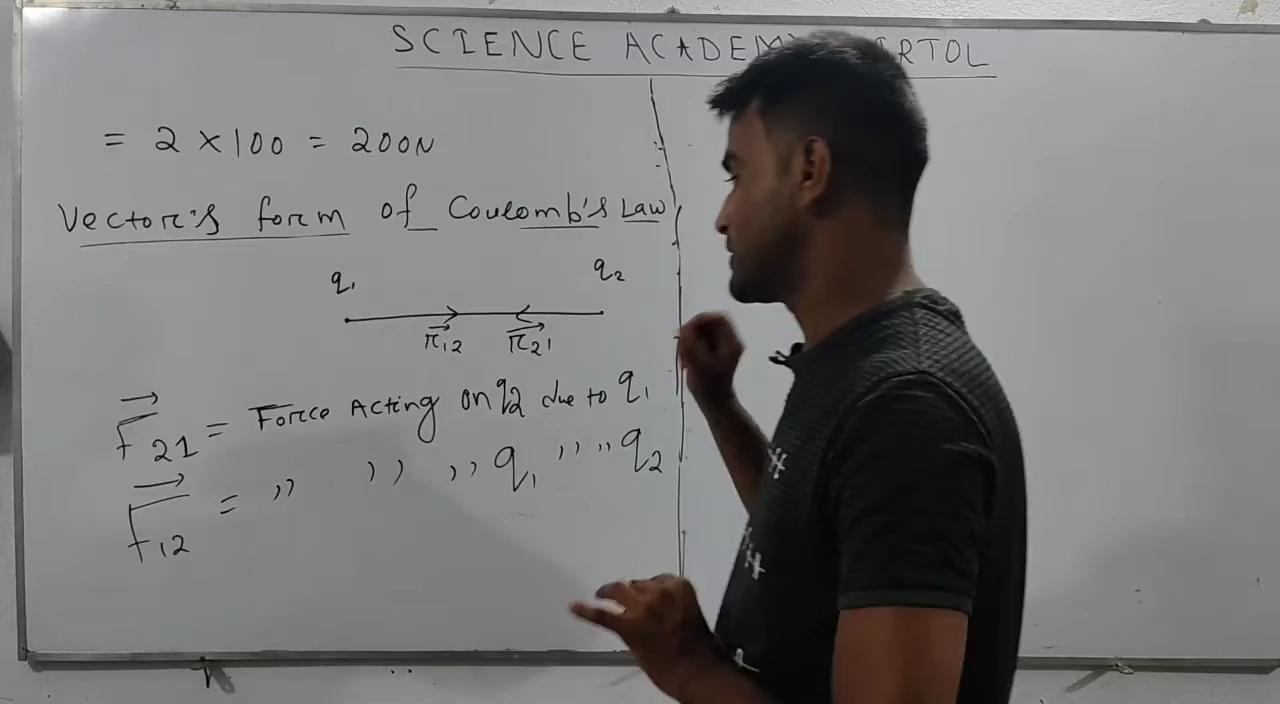 SCIENCE ACADEMY RTOL
= 2 × 100 = 200N
Vector's form of Coulomb's Law
q₁ q₂
r⃗₁₂ r⃗₂₁
F⃗₂₁ = Force Acting on q₂ due to q₁
F⃗₁₂ = ,, ,, ,, q₁ ,, ,, q₂